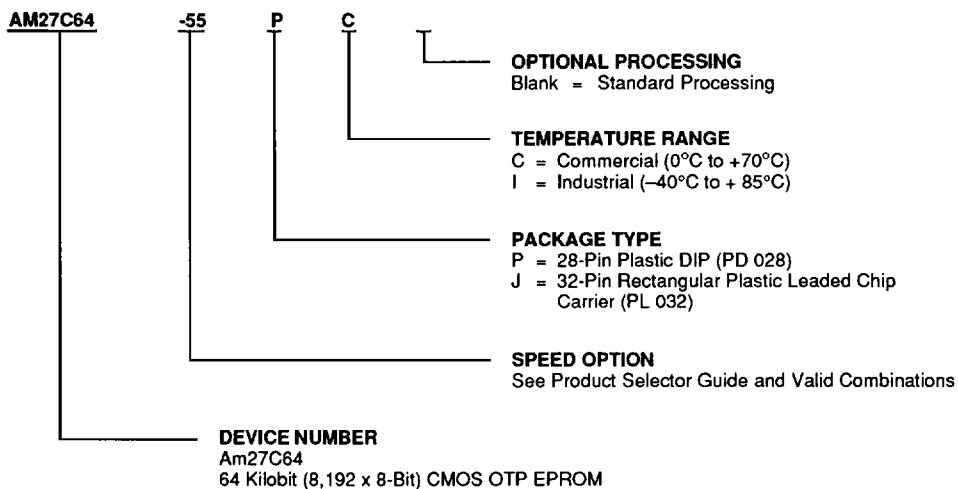 AM27C64 -55 P C
OPTIONAL PROCESSING
Blank = Standard Processing
TEMPERATURE RANGE
C = Commercial (0°C to +70°C)
I = Industrial (–40°C to + 85°C)
PACKAGE TYPE
P = 28-Pin Plastic DIP (PD 028)
J = 32-Pin Rectangular Plastic Leaded Chip
Carrier (PL 032)
SPEED OPTION
See Product Selector Guide and Valid Combinations
DEVICE NUMBER
Am27C64
64 Kilobit (8,192 x 8-Bit) CMOS OTP EPROM